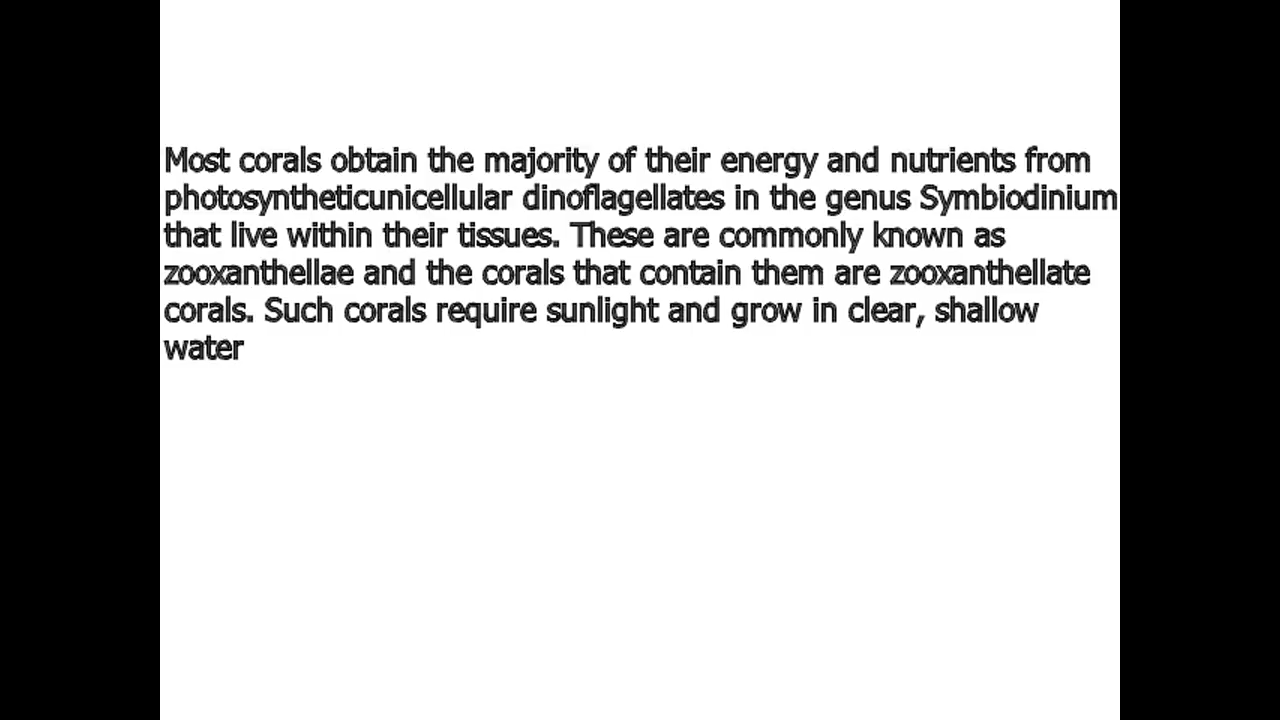 Most corals obtain the majority of their energy and nutrients from
photosyntheticunicellular dinoflagellates in the genus Symbiodinium
that live within their tissues. These are commonly known as
zooxanthellae and the corals that contain them are zooxanthellate
corals. Such corals require sunlight and grow in clear, shallow
water